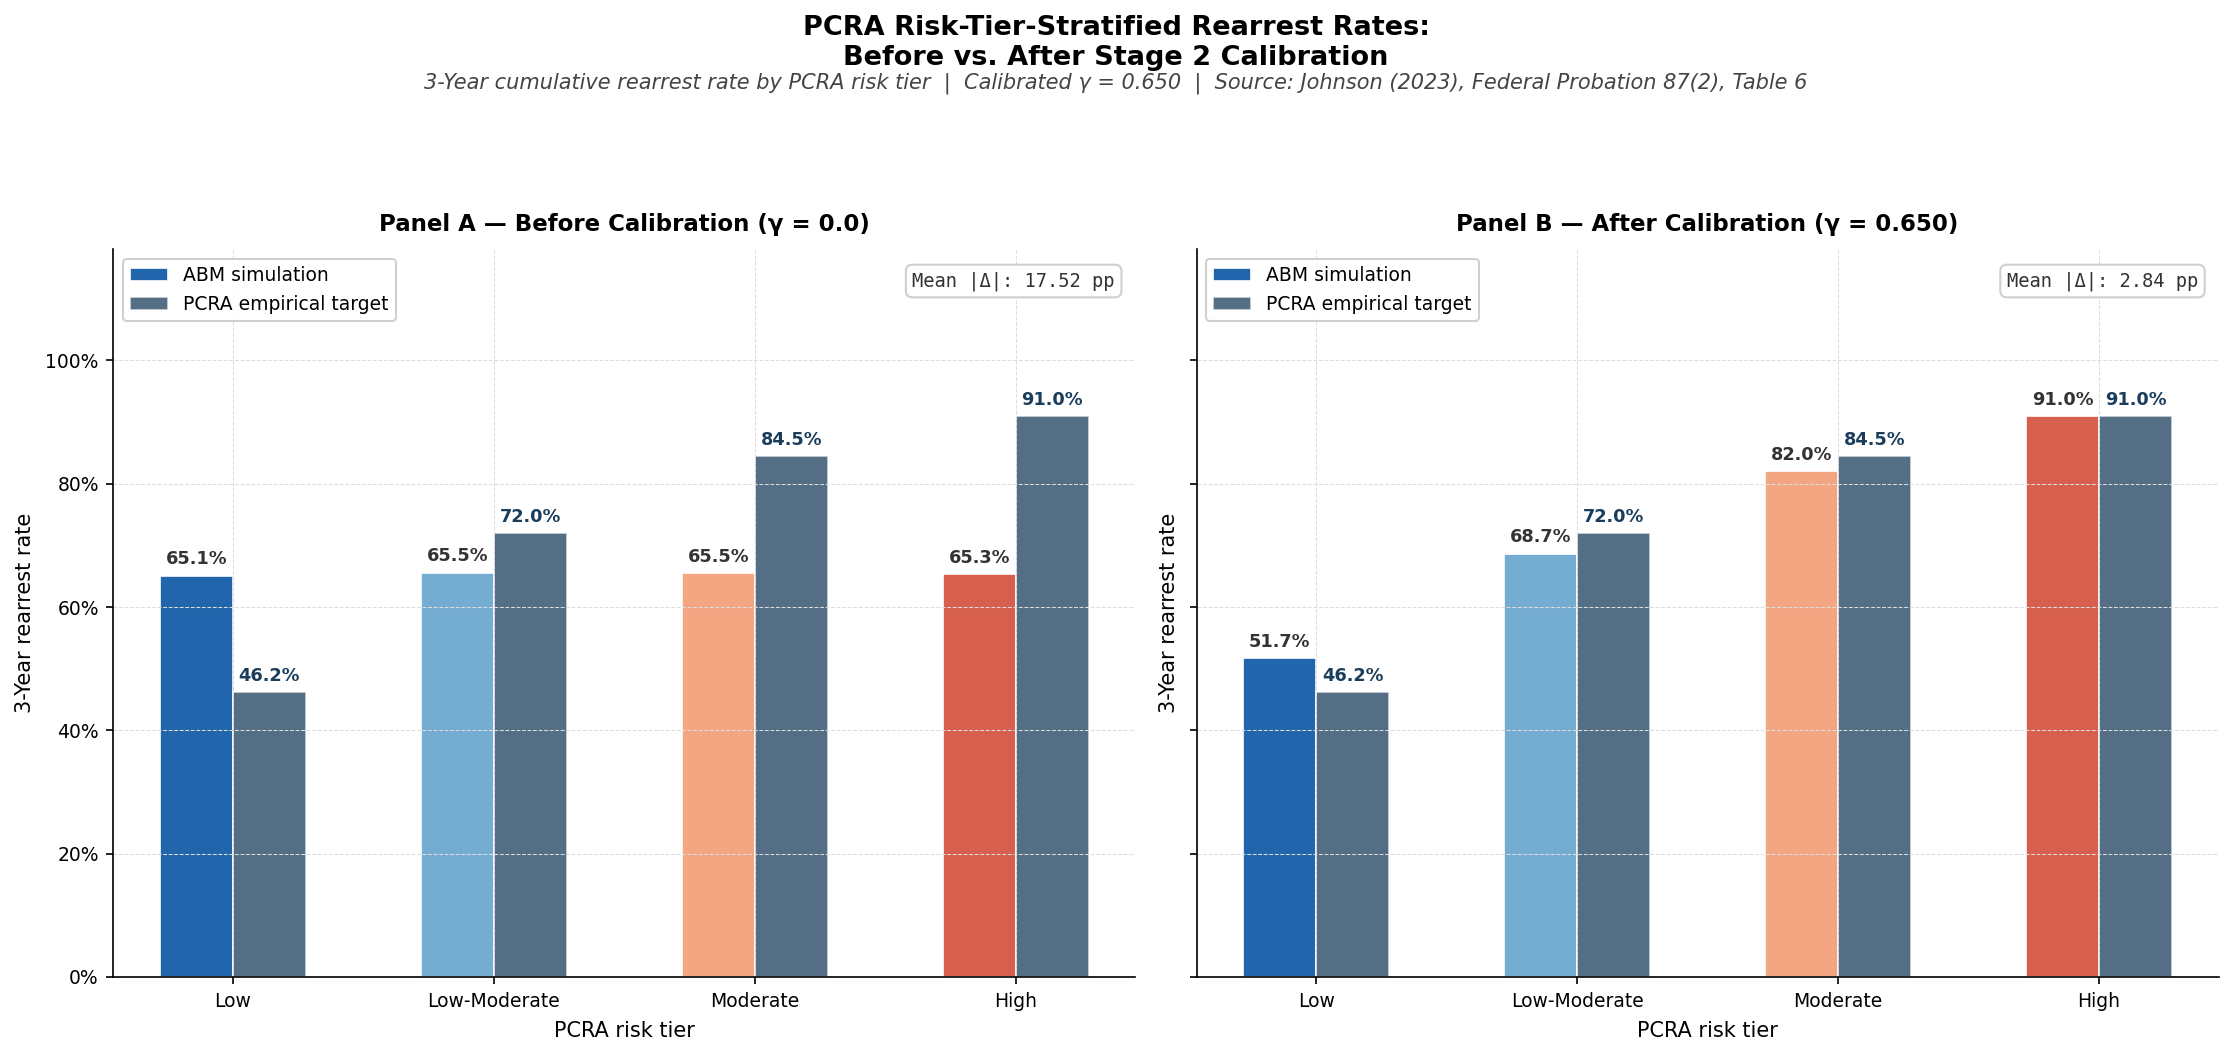 PCRA Risk-Tier-Stratified Rearrest Rates:
Before vs. After Stage 2 Calibration
3-Year cumulative rearrest rate by PCRA risk tier | Calibrated γ = 0.650 | Source: Johnson (2023), Federal Probation 87(2), Table 6
Panel A — Before Calibration (γ = 0.0)
ABM simulation
PCRA empirical target
Mean |Δ|: 17.52 pp
3-Year rearrest rate
100%
80%
60%
40%
20%
0%
65.1%
46.2%
65.5%
72.0%
65.5%
84.5%
65.3%
91.0%
Low
Low-Moderate
Moderate
High
PCRA risk tier
Panel B — After Calibration (γ = 0.650)
ABM simulation
PCRA empirical target
Mean |Δ|: 2.84 pp
3-Year rearrest rate
51.7%
46.2%
68.7%
72.0%
82.0%
84.5%
91.0%
91.0%
Low
Low-Moderate
Moderate
High
PCRA risk tier